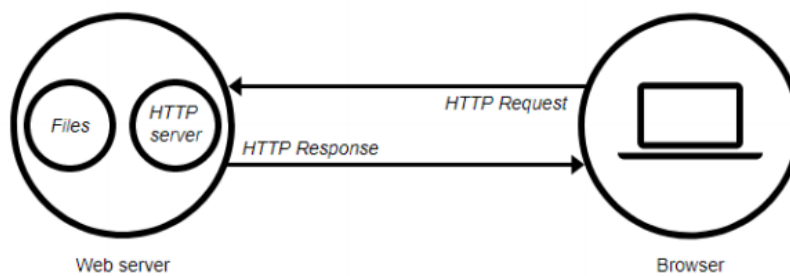 HTTP Request
Files
HTTP
server
HTTP Response
Web server
Browser